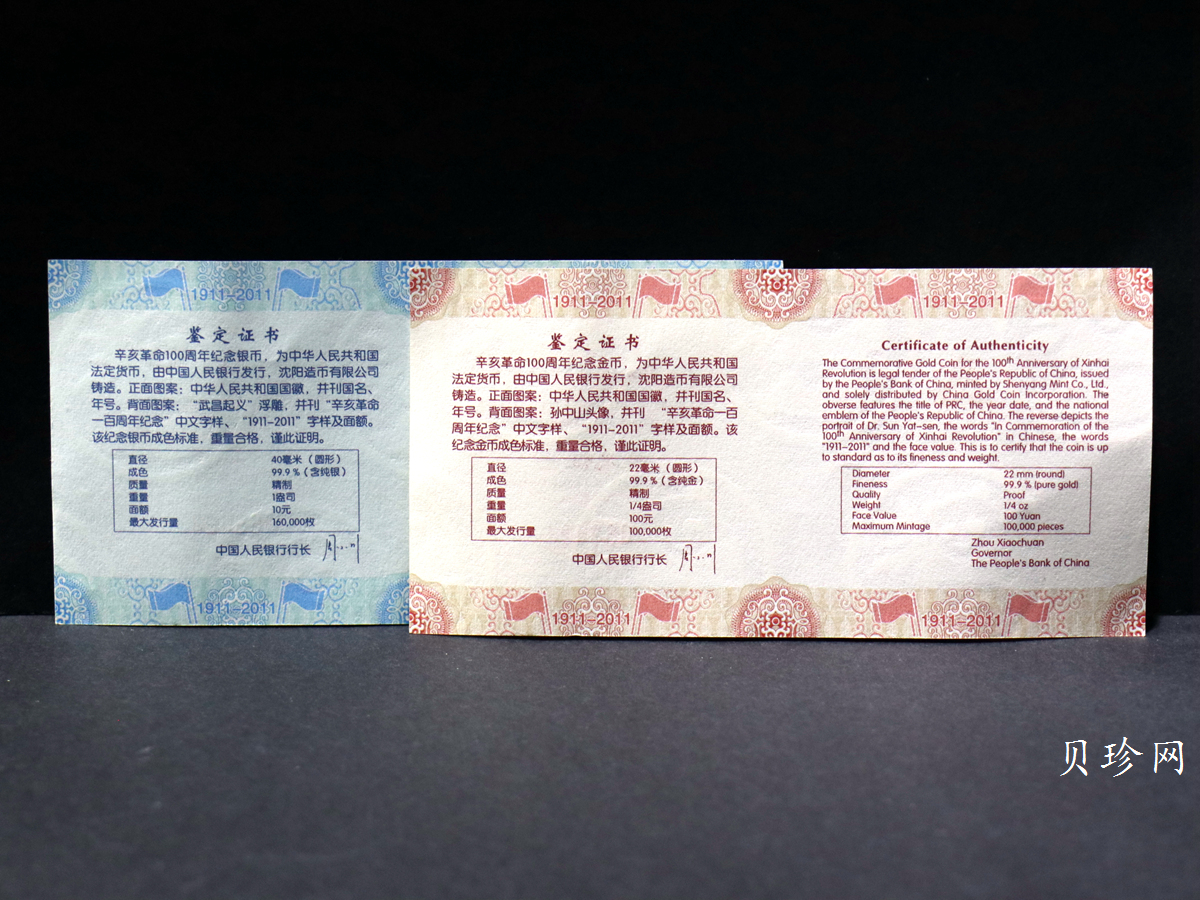 1911–2011
鉴定证书
辛亥革命100周年纪念银币，为中华人民共和国
法定货币，由中国人民银行发行，沈阳造币有限公司
铸造。正面图案：中华人民共和国国徽，并刊国名、
年号。背面图案：“武昌起义”浮雕，并刊“辛亥革命
一百周年纪念”中文字样、“1911-2011”字样及面额。
该纪念银币成色标准，重量合格，谨此证明。
直径 40毫米（圆形）
成色 99.9％（含纯银）
质量 精制
重量 1盎司
面额 10元
最大发行量 160,000枚
中国人民银行行长
1911–2011
1911–2011
鉴定证书
辛亥革命100周年纪念金币，为中华人民共和国
法定货币，由中国人民银行发行，沈阳造币有限公司
铸造。正面图案：中华人民共和国国徽，并刊国名、
年号。背面图案：孙中山头像，并刊 “辛亥革命一百
周年纪念”中文字样、“1911-2011”字样及面额。该
纪念金币成色标准，重量合格，谨此证明。
直径 22毫米（圆形）
成色 99.9％（含纯金）
质量 精制
重量 1/4盎司
面额 100元
最大发行量 100,000枚
中国人民银行行长
1911–2011
1911–2011
Certificate of Authenticity
The Commemorative Gold Coin for the 100th Anniversary of Xinhai
Revolution is legal tender of the People's Republic of China, issued
by the People's Bank of China, minted by Shenyang Mint Co., Ltd.,
and solely distributed by China Gold Coin Incorporation. The
obverse features the title of PRC, the year date, and the national
emblem of the People's Republic of China. The reverse depicts the
portrait of Dr. Sun Yat-sen, the words "In Commemoration of the
100th Anniversary of Xinhai Revolution" in Chinese, the words
"1911-2011" and the face value. This is to certify that the coin is up
to standard as to its fineness and weight.
Diameter 22 mm (round)
Fineness 99.9 % (pure gold)
Quality Proof
Weight 1/4 oz
Face Value 100 Yuan
Maximum Mintage 100,000 pieces
Zhou Xiaochuan
Governor
The People's Bank of China
1911–2011
贝珍网